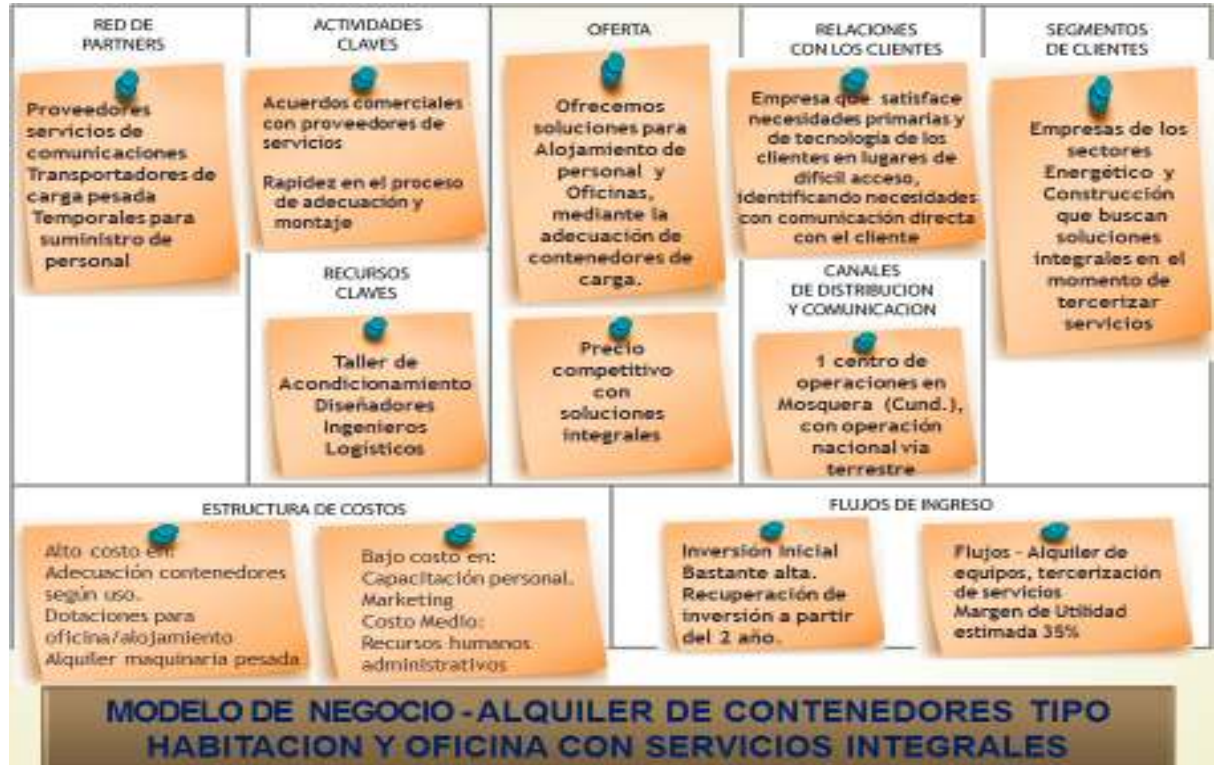 RED DE
PARTNERS
Proveedores
servicios de
comunicaciones
Transportadores de
carga pesada
Temporales para
suministro de
personal
ACTIVIDADES
CLAVES
Acuerdos comerciales
con proveedores de
servicios
Rapidez en el proceso
de adecuación y
montaje
RECURSOS
CLAVES
Taller de
Acondicionamiento
Diseñadores
Ingenieros
Logísticos
OFERTA
Ofrecemos
soluciones para
Alojamiento de
personal y
Oficinas,
mediante la
adecuación de
contenedores de
carga.
Precio
competitivo
con
soluciones
integrales
RELACIONES
CON LOS CLIENTES
Empresa que satisface
necesidades primarias y
de tecnología de los
clientes en lugares de
difícil acceso,
identificando necesidades
con comunicación directa
con el cliente
CANALES
DE DISTRIBUCION
Y COMUNICACION
1 centro de
operaciones en
Mosquera (Cund.),
con operación
nacional vía
terrestre
SEGMENTOS
DE CLIENTES
Empresas de los
sectores
Energético y
Construcción
que buscan
soluciones
integrales en el
momento de
tercerizar
servicios
ESTRUCTURA DE COSTOS
Alto costo en:
Adecuación contenedores
según uso.
Dotaciones para
oficina/alojamiento
Alquiler maquinaria pesada
Bajo costo en:
Capacitación personal.
Marketing
Costo Medio:
Recursos humanos
administrativos
FLUJOS DE INGRESO
Inversión Inicial
Bastante alta.
Recuperación de
inversión a partir
del 2 año.
Flujos - Alquiler de
equipos, tercerización
de servicios
Margen de Utilidad
estimada 35%
MODELO DE NEGOCIO - ALQUILER DE CONTENEDORES TIPO
HABITACION Y OFICINA CON SERVICIOS INTEGRALES